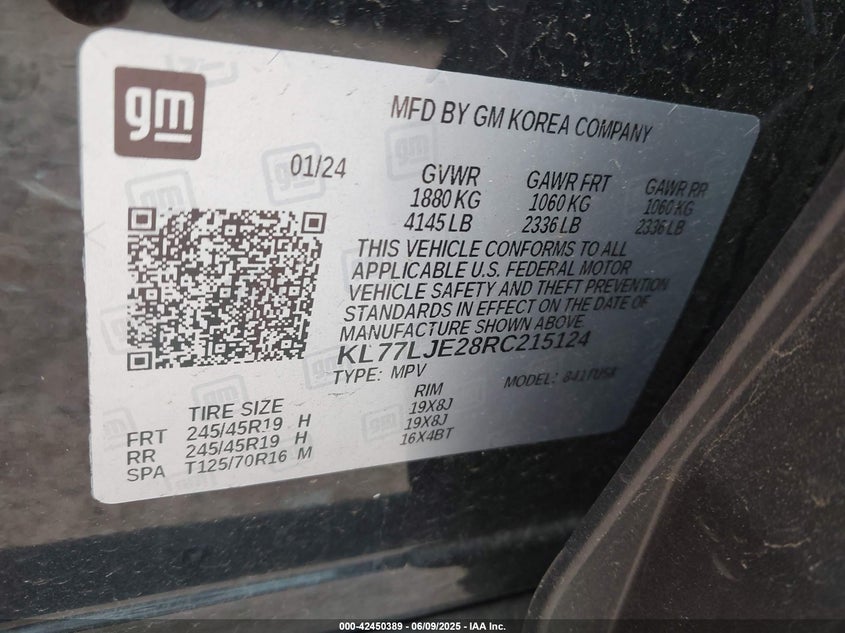 gm
MFD BY GM KOREA COMPANY
01/24
GVWR GAWR FRT GAWR RR
1880 KG 1060 KG 1060 KG
4145 LB 2336 LB 2336 LB
THIS VEHICLE CONFORMS TO ALL
APPLICABLE U.S. FEDERAL MOTOR
VEHICLE SAFETY AND THEFT PREVENTION
STANDARDS IN EFFECT ON THE DATE OF
MANUFACTURE SHOWN ABOVE.
KL77LJE28RC215124
TYPE: MPV MODEL:
TIRE SIZE RIM
FRT 245/45R19 H 19X8J
RR 245/45R19 H 19X8J
SPA T125/70R16 M 16X4BT
000-42450389 - 06/09/2025 - IAA Inc.